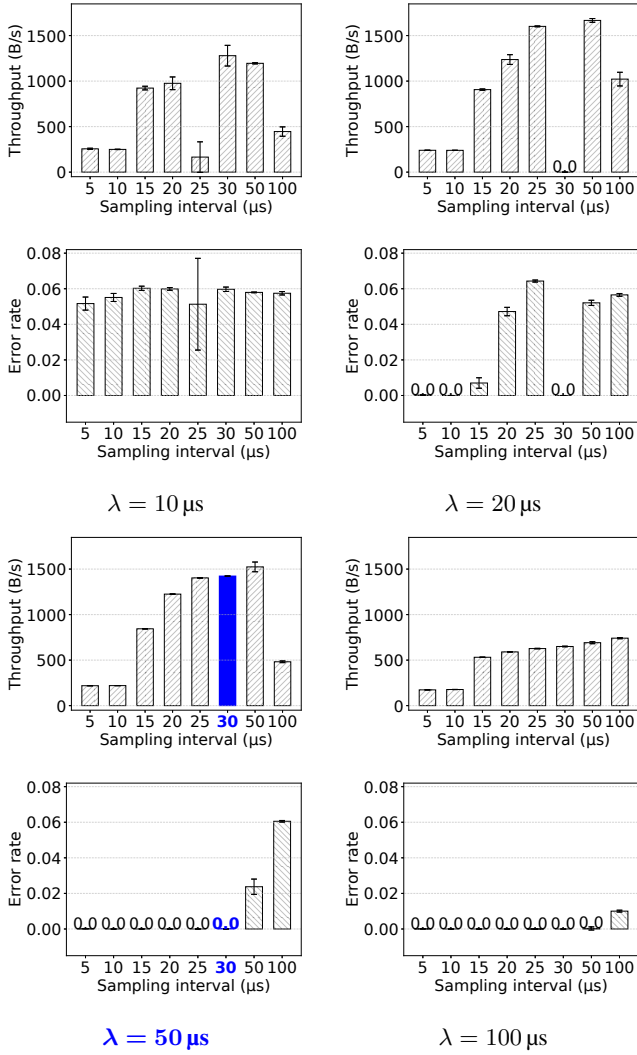 1500
1000
500
0
Throughput (B/s)
5 10 15 20 25 30 50 100
Sampling interval (µs)
1500
1000
500
0
Throughput (B/s)
0.0
5 10 15 20 25 30 50 100
Sampling interval (µs)
0.08
0.06
0.04
0.02
0.00
Error rate
5 10 15 20 25 30 50 100
Sampling interval (µs)
λ = 10 µs
0.08
0.06
0.04
0.02
0.00
Error rate
0.0 0.0 0.0
5 10 15 20 25 30 50 100
Sampling interval (µs)
λ = 20 µs
1500
1000
500
0
Throughput (B/s)
5 10 15 20 25 30 50 100
Sampling interval (µs)
1500
1000
500
0
Throughput (B/s)
5 10 15 20 25 30 50 100
Sampling interval (µs)
0.08
0.06
0.04
0.02
0.00
Error rate
0.0 0.0 0.0 0.0 0.0 0.0
5 10 15 20 25 30 50 100
Sampling interval (µs)
λ = 50 µs
0.08
0.06
0.04
0.02
0.00
Error rate
0.0 0.0 0.0 0.0 0.0 0.0 0.0
5 10 15 20 25 30 50 100
Sampling interval (µs)
λ = 100 µs